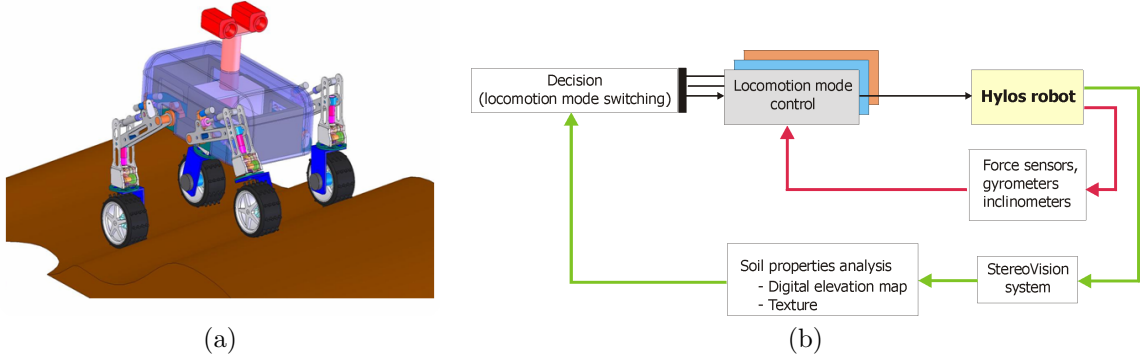 Decision
(locomotion mode switching)
Locomotion mode
control
Hylos robot
Force sensors,
gyrometers
inclinometers
Soil properties analysis
- Digital elevation map
- Texture
StereoVision
system
(a)
(b)